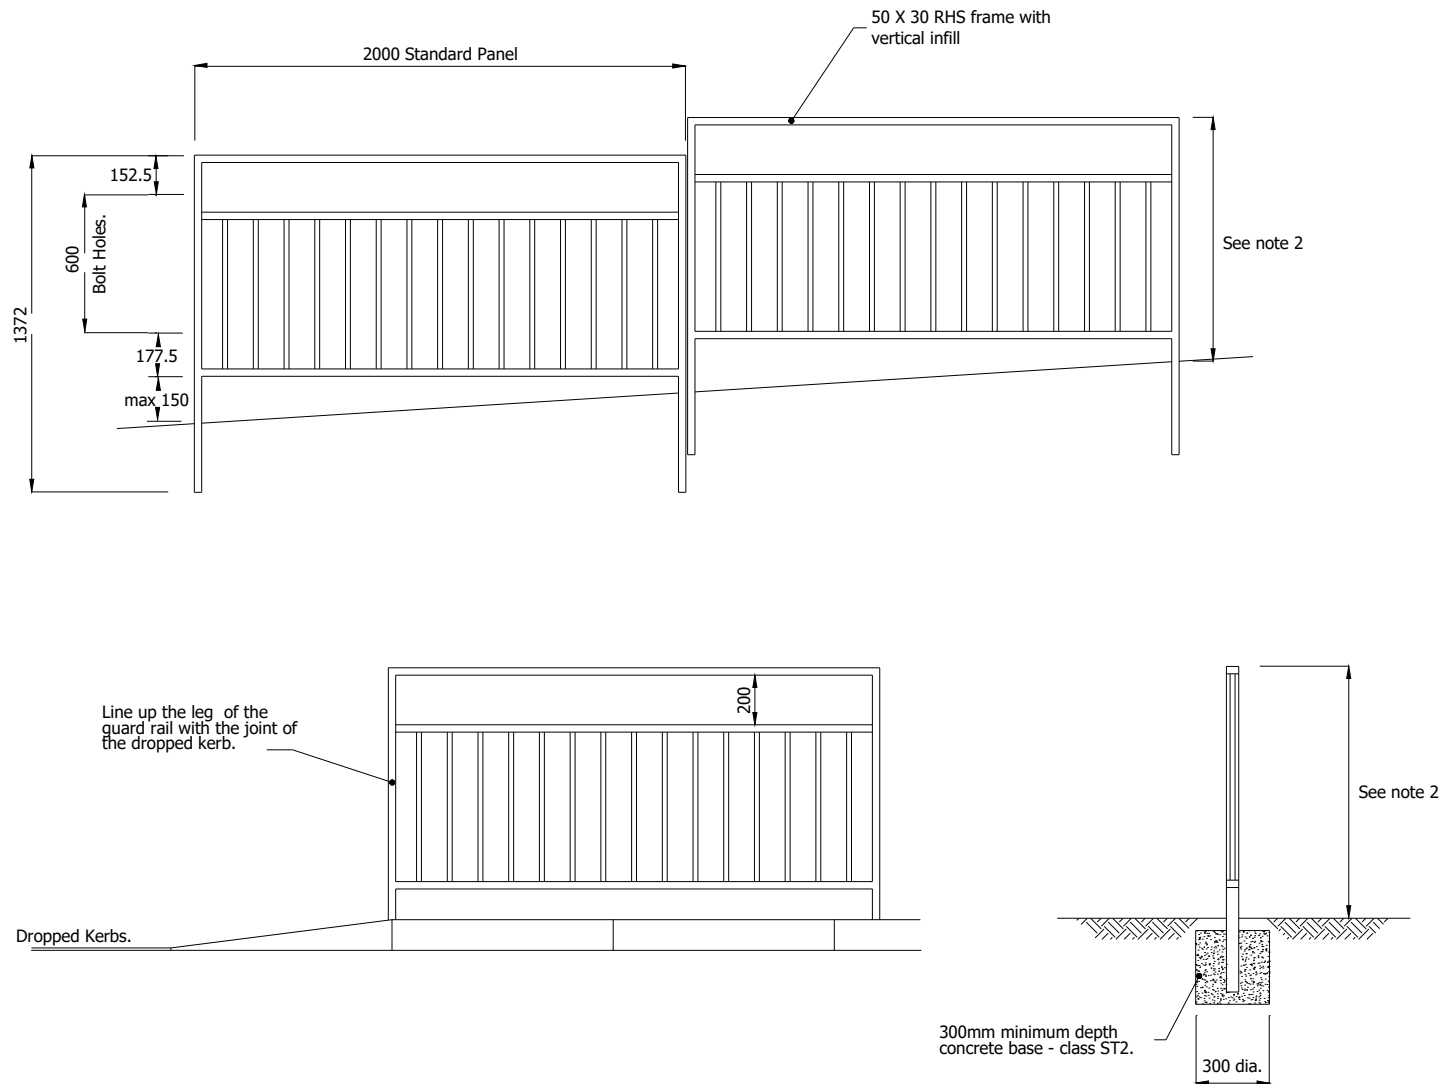 50 X 30 RHS frame with
vertical infill
2000 Standard Panel
152.5
600
Bolt Holes.
1372
177.5
max 150
See note 2
Line up the leg of the
guard rail with the joint of
the dropped kerb.
200
See note 2
Dropped Kerbs.
300mm minimum depth
concrete base - class ST2.
300 dia.